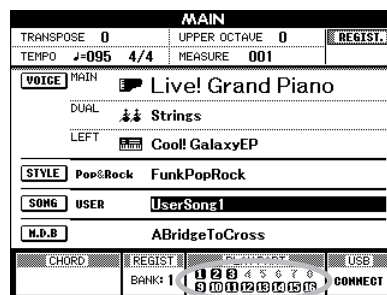 MAIN
TRANSPOSE 0 UPPER OCTAVE 0 REGIST.
TEMPO ♩=095 4/4 MEASURE 001
VOICE MAIN Live! Grand Piano
DUAL Strings
LEFT Cool! GalaxyEP
STYLE Pop&Rock FunkPopRock
SONG USER UserSong1
M.D.B ABridgeToCross
CHORD REGIST USB
BANK: 1 1 2 3 4 5 6 7 8 CONNECT
9 10 11 12 13 14 15 16